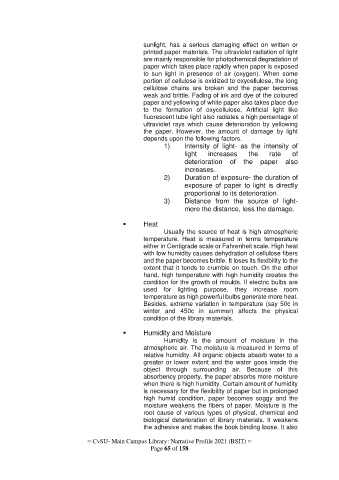 sunlight, has a serious damaging effect on written or
printed paper materials. The ultraviolet radiation of light
are mainly responsible for photochemical degradation of
paper which takes place rapidly when paper is exposed
to sun light in presence of air (oxygen). When some
portion of cellulose is oxidized to oxycellulose, the long
cellulose chains are broken and the paper becomes
weak and brittle. Fading of ink and dye of the coloured
paper and yellowing of white paper also takes place due
to the formation of oxycellulose. Artificial light like
fluorescent tube light also radiates a high percentage of
ultraviolet rays which cause deterioration by yellowing
the paper. However, the amount of damage by light
depends upon the following factors.
1) Intensity of light- as the intensity of
light increases the rate of
deterioration of the paper also
increases.
2) Duration of exposure- the duration of
exposure of paper to light is directly
proportional to its deterioration.
3) Distance from the source of light-
more the distance, less the damage.
▪ Heat
Usually the source of heat is high atmospheric
temperature. Heat is measured in terms temperature
either in Centigrade scale or Fahrenheit scale. High heat
with low humidity causes dehydration of cellulose fibers
and the paper becomes brittle. It loses its flexibility to the
extent that it tends to crumble on touch. On the other
hand, high temperature with high humidity creates the
condition for the growth of moulds. If electric bulbs are
used for lighting purpose, they increase room
temperature as high powerful bulbs generate more heat.
Besides, extreme variation in temperature (say 50c in
winter and 450c in summer) affects the physical
condition of the library materials.
▪ Humidity and Moisture
Humidity is the amount of moisture in the
atmospheric air. The moisture is measured in terms of
relative humidity. All organic objects absorb water to a
greater or lower extent and the water goes inside the
object through surrounding air. Because of this
absorbency property, the paper absorbs more moisture
when there is high humidity. Certain amount of humidity
is necessary for the flexibility of paper but in prolonged
high humid condition, paper becomes soggy and the
moisture weakens the fibers of paper. Moisture is the
root cause of various types of physical, chemical and
biological deterioration of library materials. It weakens
the adhesive and makes the book binding loose. It also
≈ CvSU- Main Campus Library: Narrative Profile 2021 (BSIT) ≈
Page 65 of 158